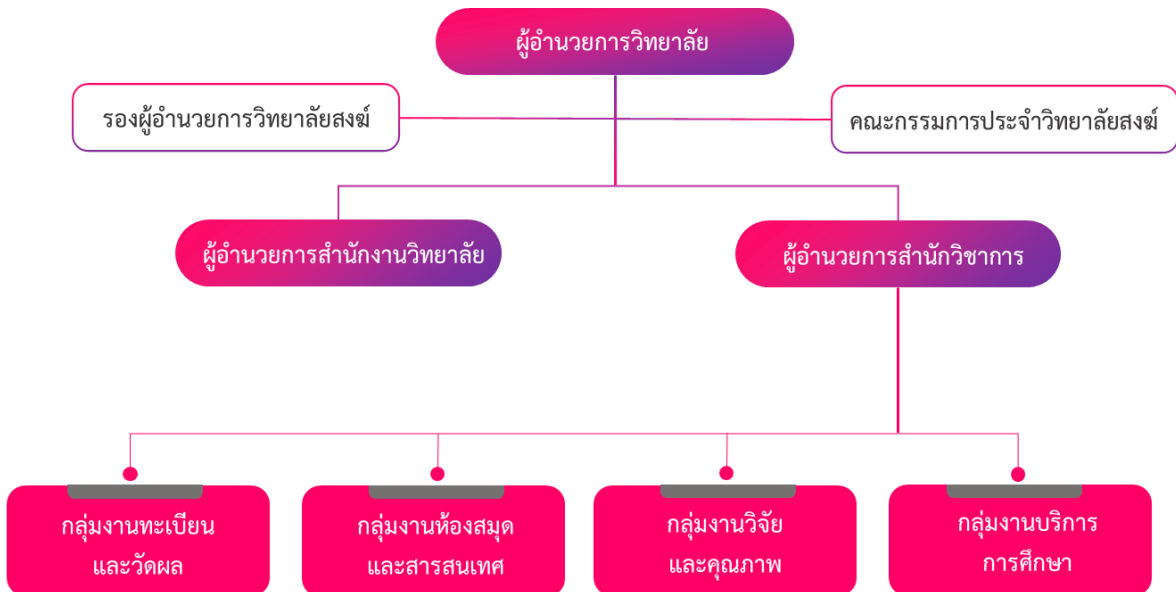 ผู้อำนวยการวิทยาลัย
รองผู้อำนวยการวิทยาลัยสงฆ์
คณะกรรมการประจำวิทยาลัยสงฆ์
ผู้อำนวยการสำนักงานวิทยาลัย
ผู้อำนวยการสำนักวิชาการ
กลุ่มงานทะเบียน
และวัดผล
กลุ่มงานห้องสมุด
และสารสนเทศ
กลุ่มงานวิจัย
และคุณภาพ
กลุ่มงานบริการ
การศึกษา